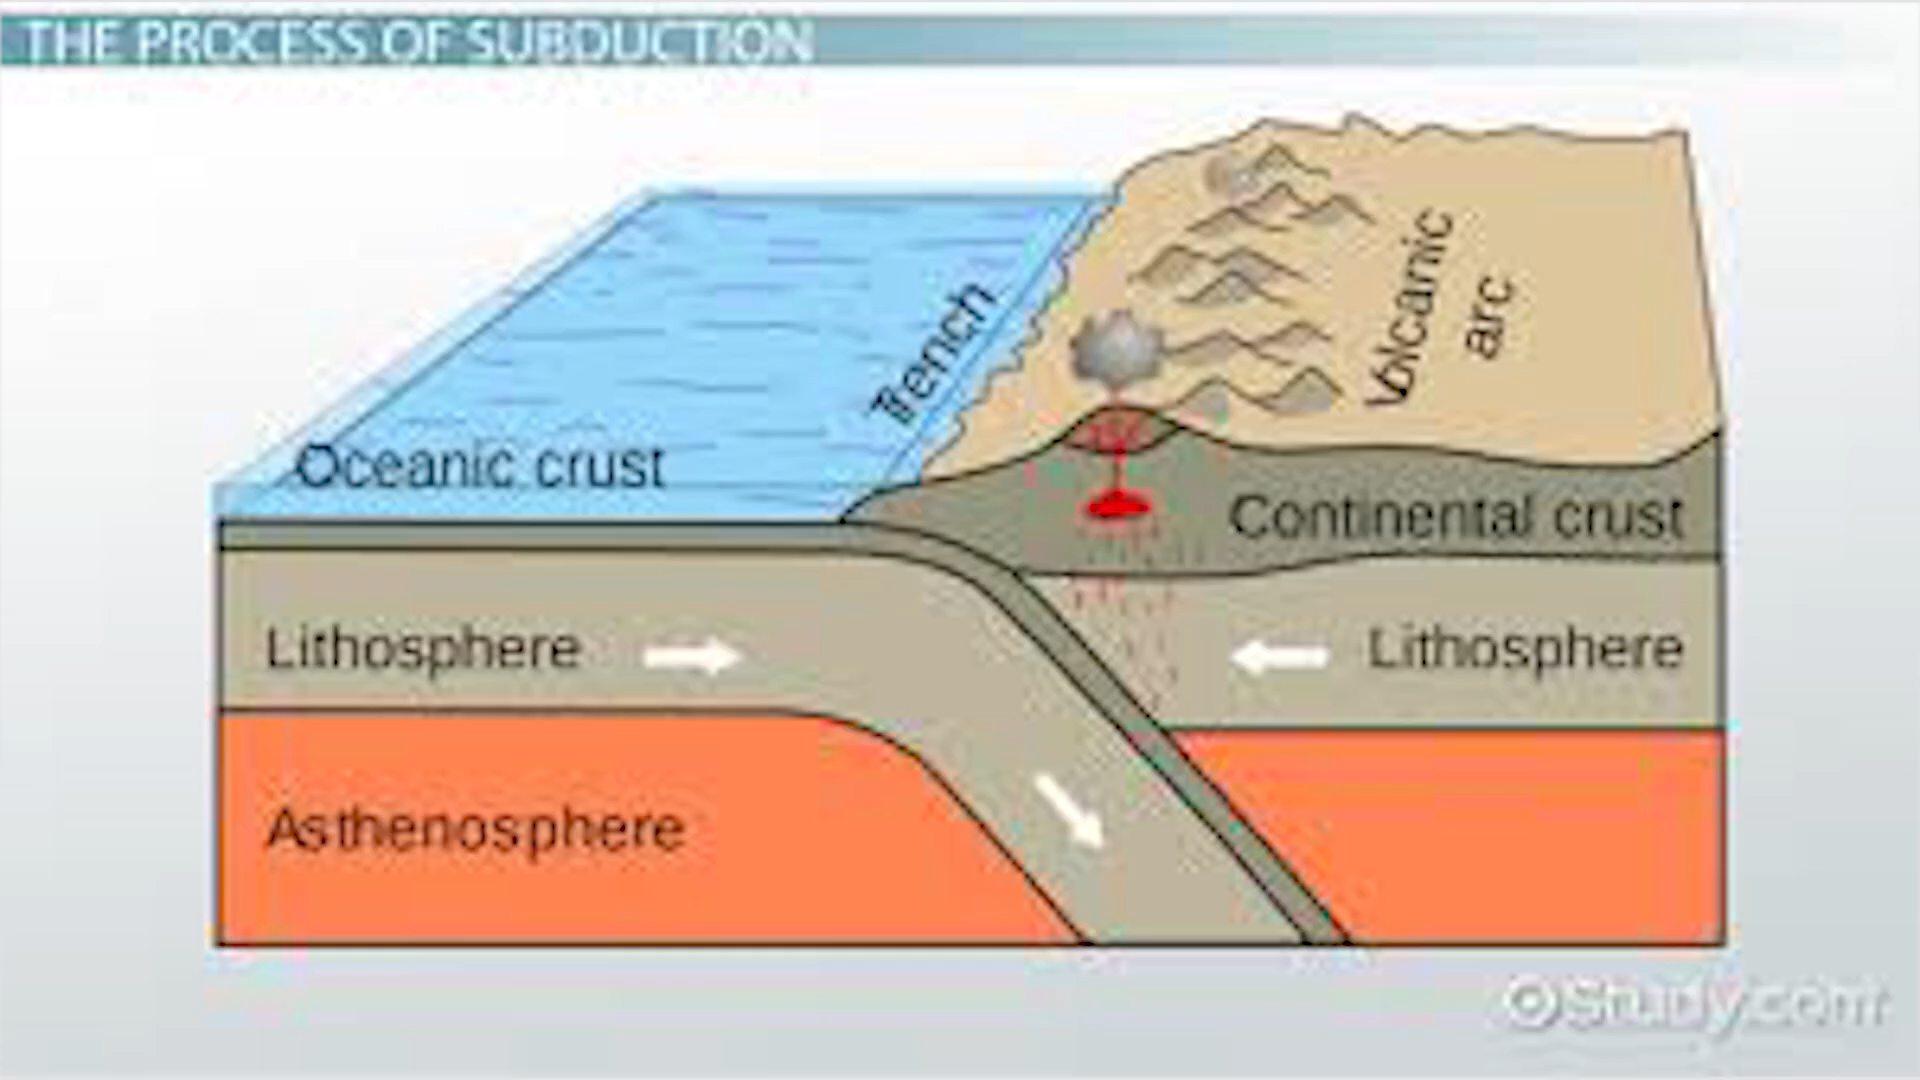 THE PROCESS OF SUBDUCTION
Volcanic
arc
Trench
Oceanic crust
Continental crust
Lithosphere
Lithosphere
Asthenosphere
Study.com